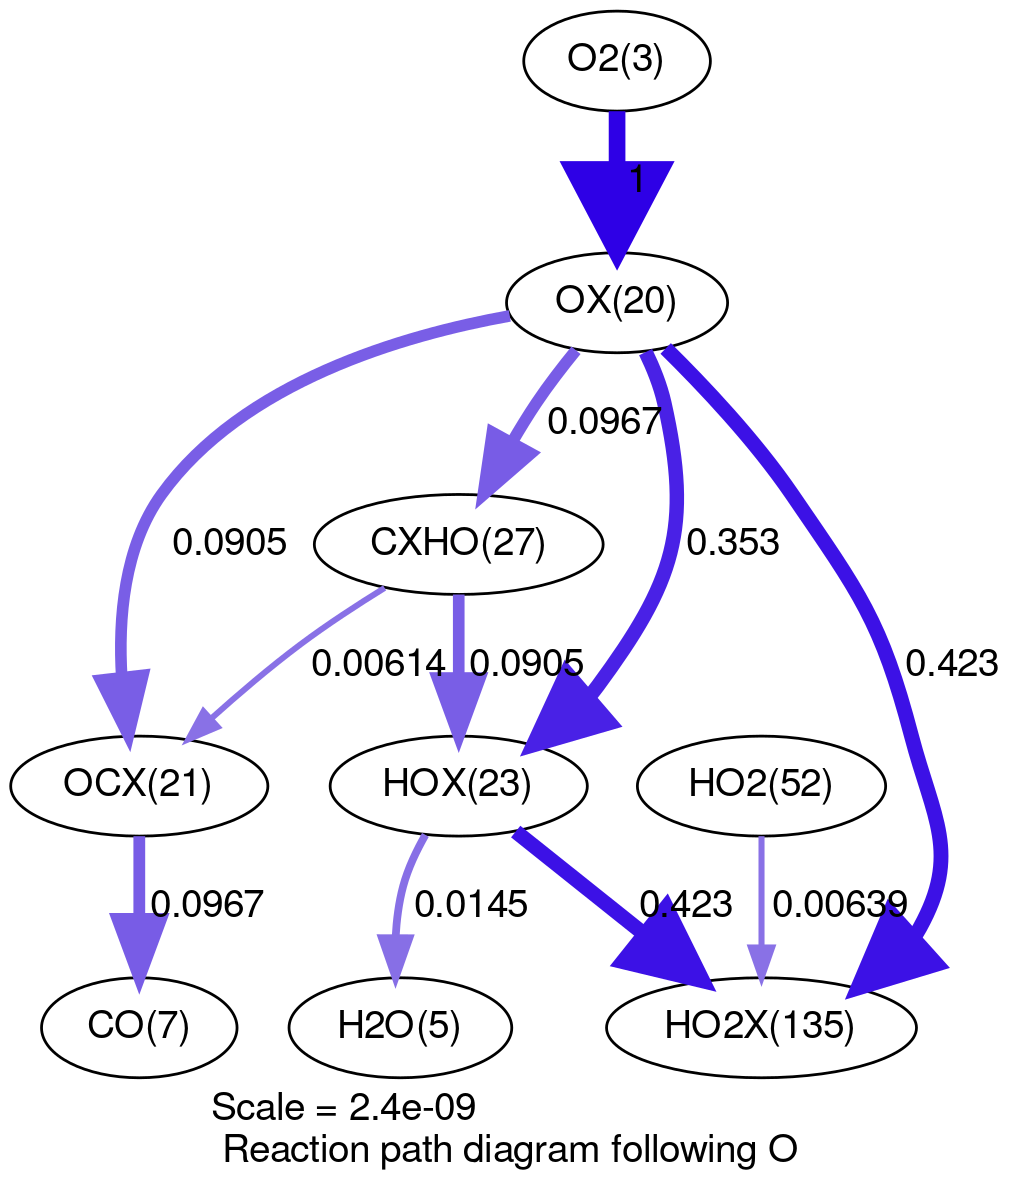 O2(3)
1
OX(20)
0.0967
0.0905
CXHO(27)
0.353
0.00614
0.0905
0.423
OCX(21)
HOX(23)
HO2(52)
0.0967
0.0145
0.423
0.00639
CO(7)
H2O(5)
HO2X(135)
Scale = 2.4e-09
Reaction path diagram following O